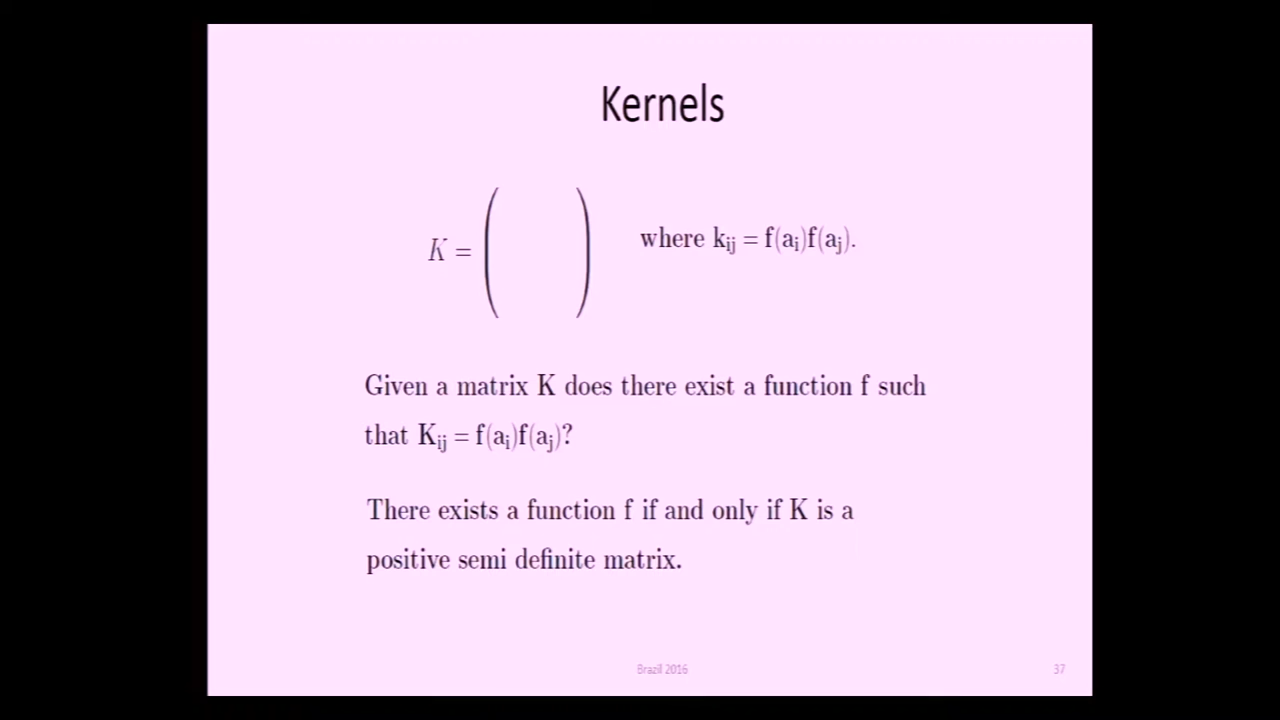 Kernels
K = ( ) where k_ij = f(a_i)f(a_j).
Given a matrix K does there exist a function f such
that K_ij = f(a_i)f(a_j)?
There exists a function f if and only if K is a
positive semi definite matrix.
Brazil 2016
37